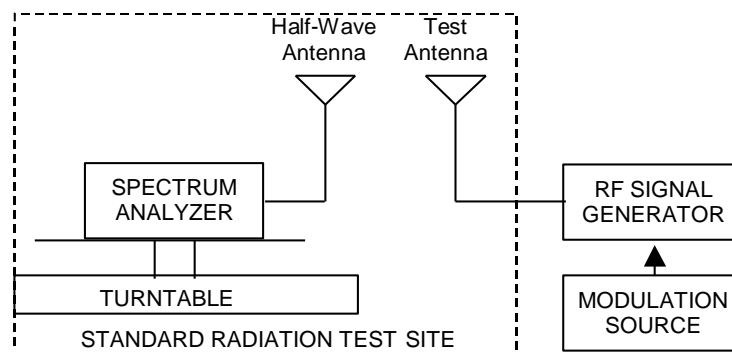 Half-Wave
Antenna
Test
Antenna
SPECTRUM
ANALYZER
RF SIGNAL
GENERATOR
TURNTABLE
MODULATION
SOURCE
STANDARD RADIATION TEST SITE